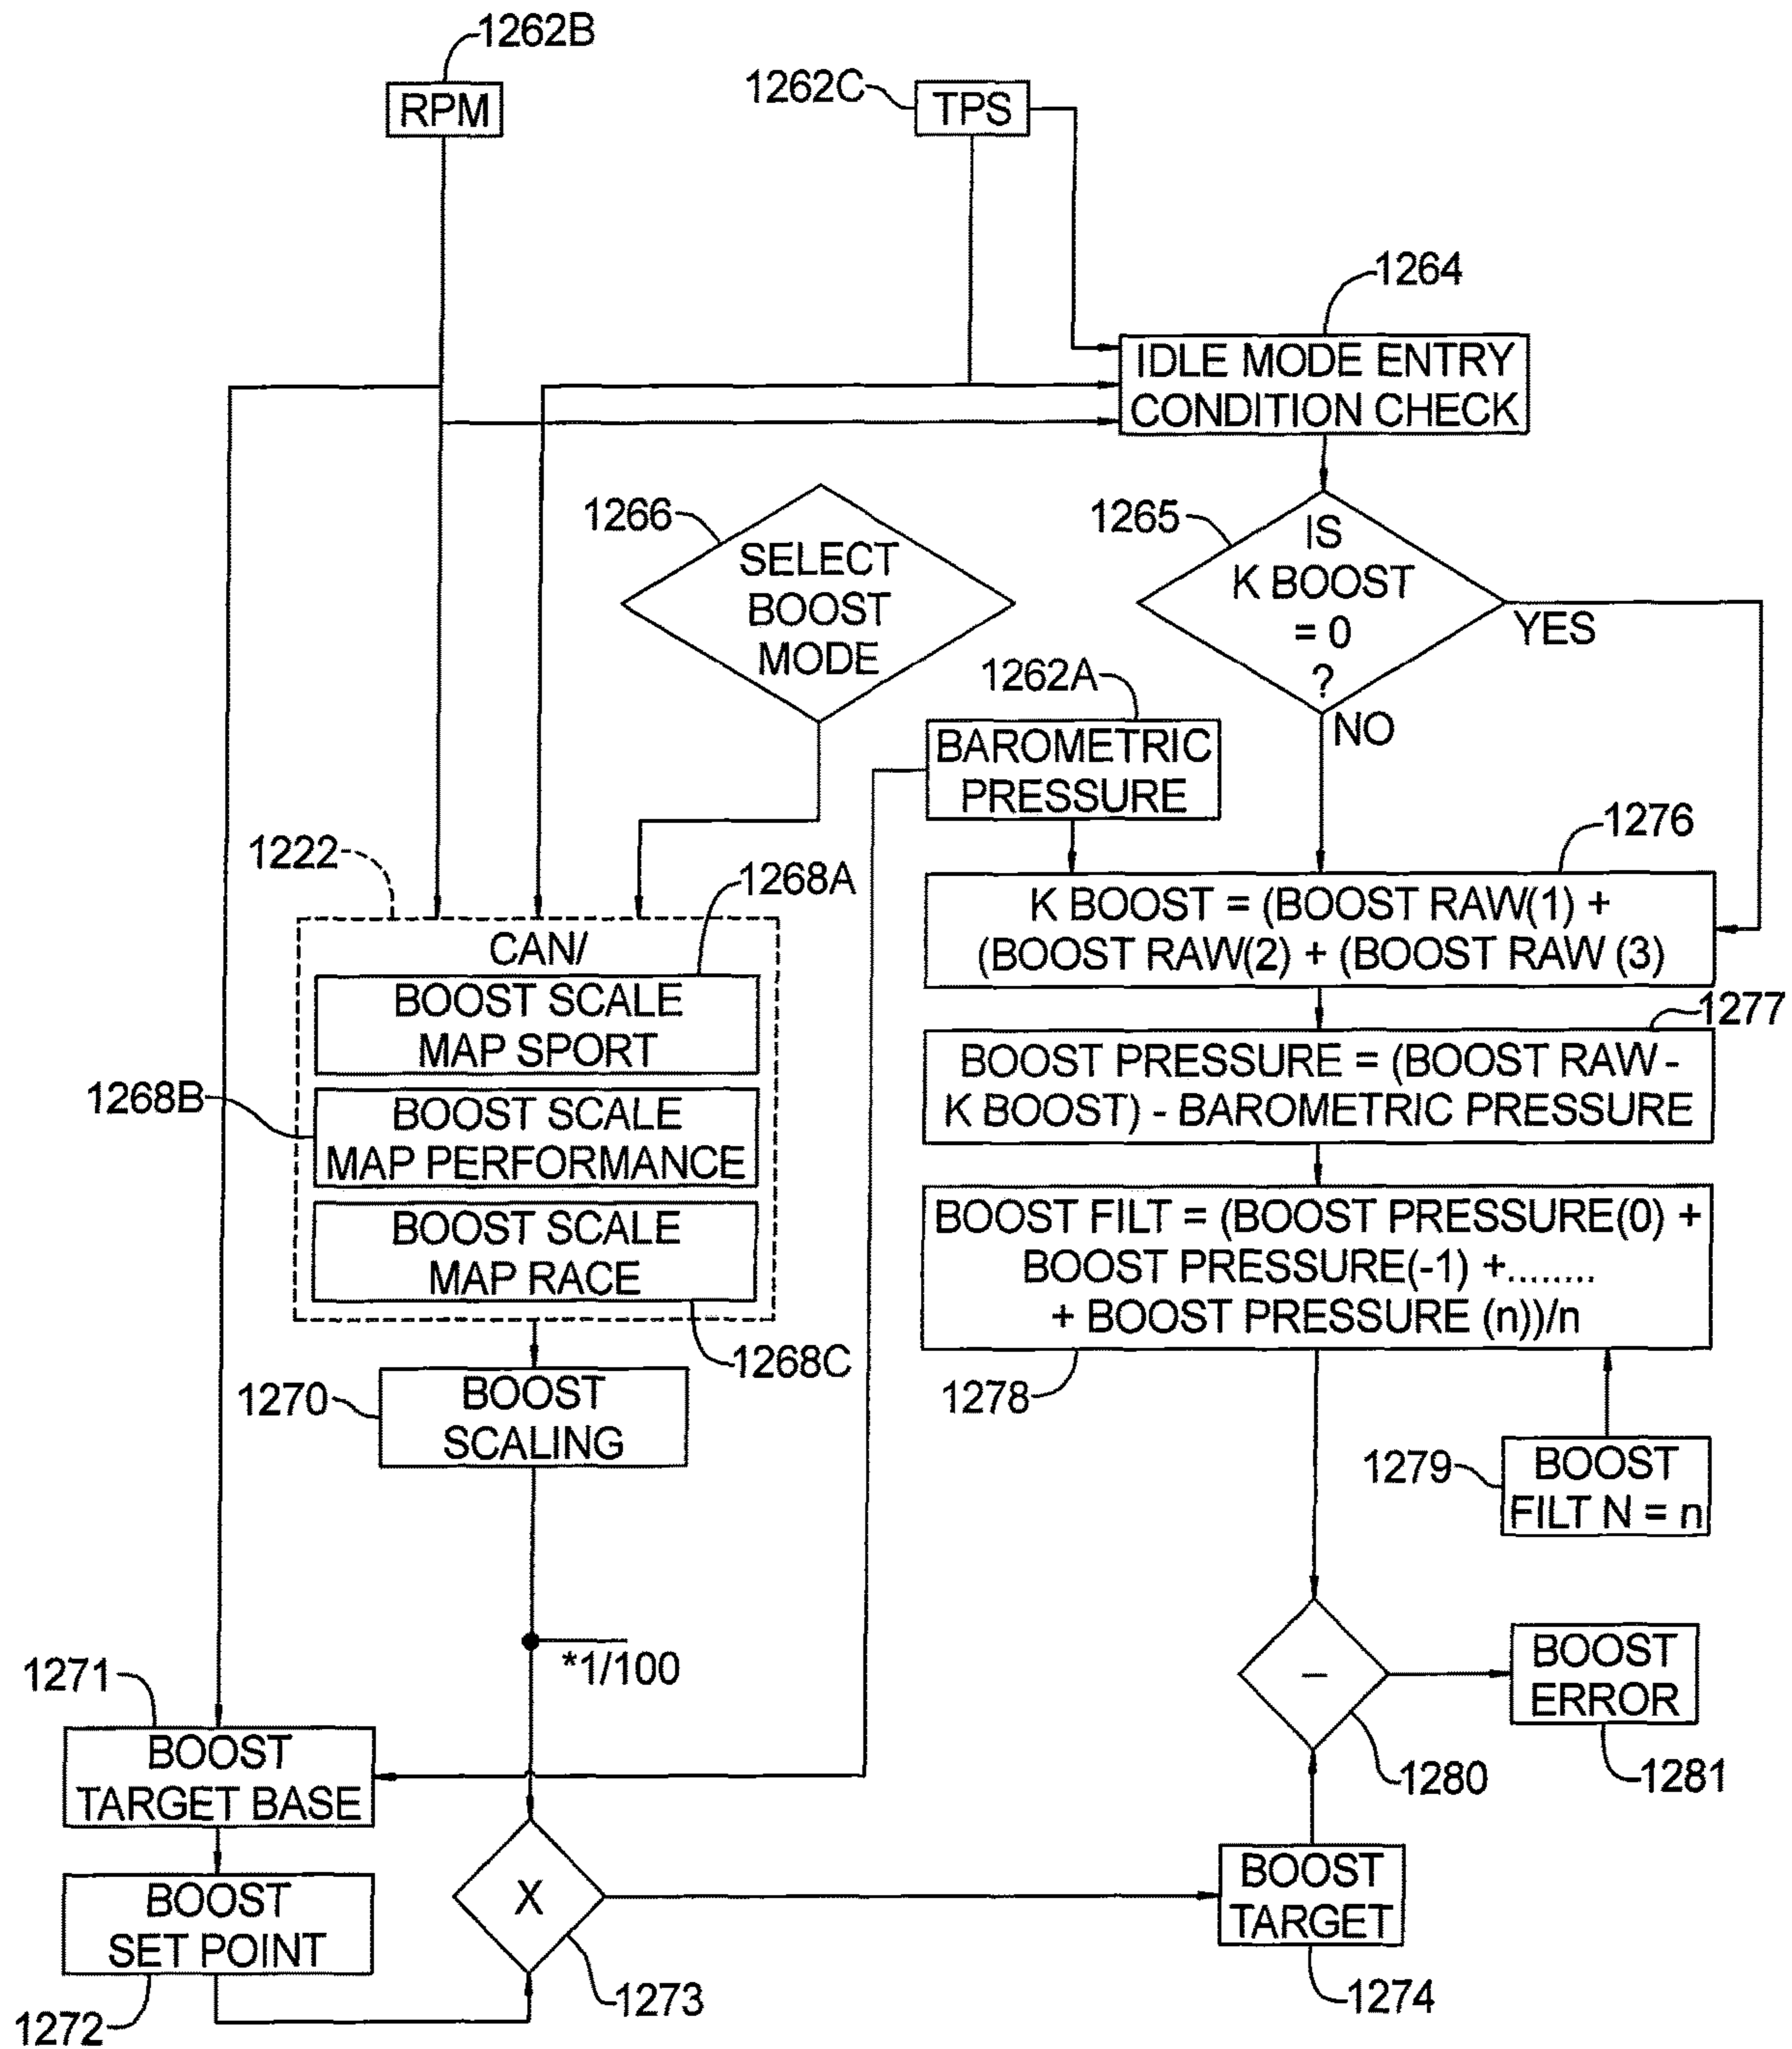 1262B
RPM
1262C
TPS
1264
IDLE MODE ENTRY
CONDITION CHECK
1266
SELECT
BOOST
MODE
1265
IS
K BOOST
= 0
?
YES
NO
1262A
BAROMETRIC
PRESSURE
1222
CAN/
1268A
BOOST SCALE
MAP SPORT
1268B
BOOST SCALE
MAP PERFORMANCE
BOOST SCALE
MAP RACE
1268C
1276
K BOOST = (BOOST RAW(1) +
(BOOST RAW(2) + (BOOST RAW (3)
1277
BOOST PRESSURE = (BOOST RAW -
K BOOST) - BAROMETRIC PRESSURE
BOOST FILT = (BOOST PRESSURE(0) +
BOOST PRESSURE(-1) +........
+ BOOST PRESSURE (n))/n
1278
1279
BOOST
FILT N = n
1270
BOOST
SCALING
*1/100
1271
BOOST
TARGET BASE
BOOST
SET POINT
1272
X
1273
–
1280
BOOST
ERROR
1281
BOOST
TARGET
1274